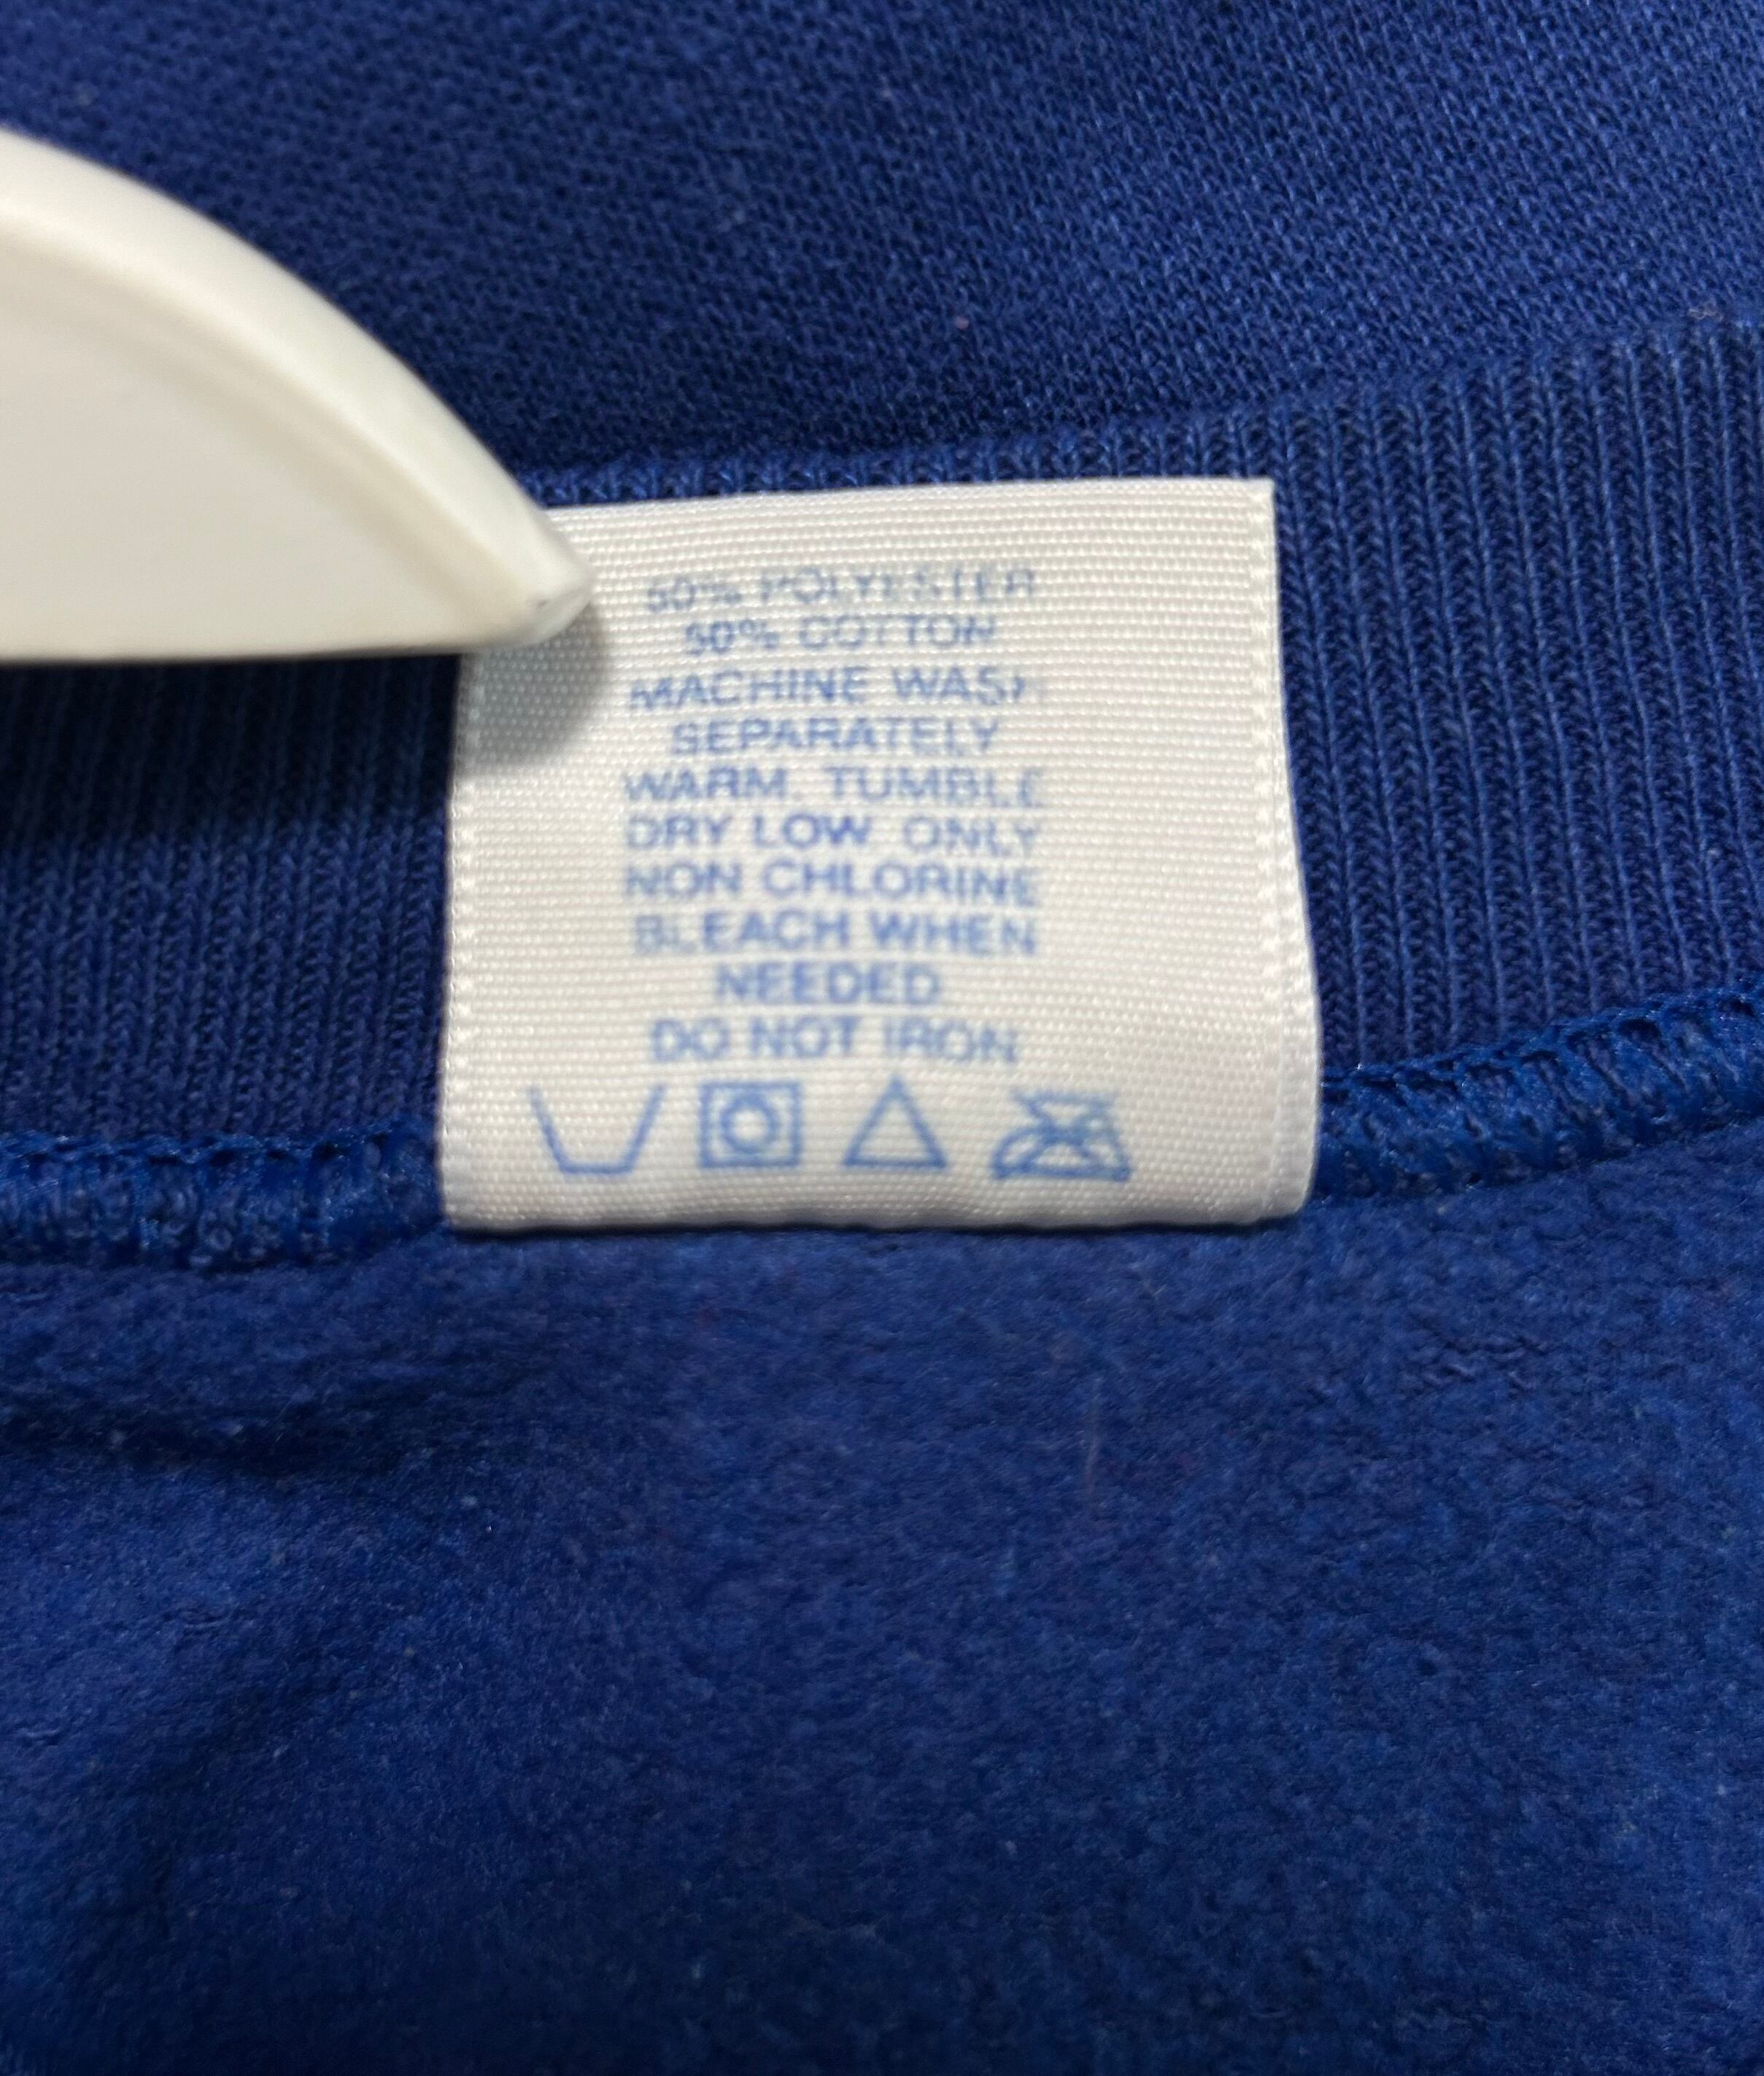 50% POLYESTER
50% COTTON
MACHINE WASH
SEPARATELY
WARM. TUMBLE
DRY LOW ONLY
NON CHLORINE
BLEACH WHEN
NEEDED
DO NOT IRON